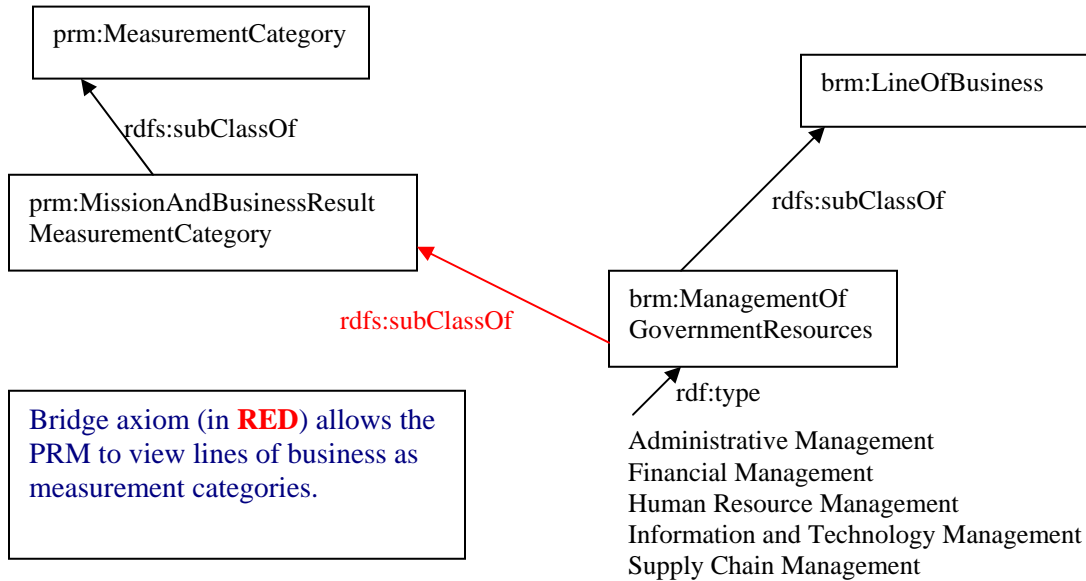 prm:MeasurementCategory
brm:LineOfBusiness
rdfs:subClassOf
prm:MissionAndBusinessResult
MeasurementCategory
rdfs:subClassOf
rdfs:subClassOf
brm:ManagementOf
GovernmentResources
rdf:type
Bridge axiom (in RED) allows the
PRM to view lines of business as
measurement categories.
Administrative Management
Financial Management
Human Resource Management
Information and Technology Management
Supply Chain Management